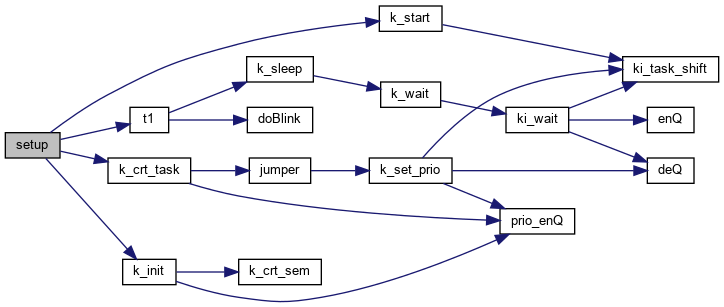 k_start
k_sleep
ki_task_shift
k_wait
t1
doBlink
ki_wait
enQ
setup
k_crt_task
jumper
k_set_prio
deQ
prio_enQ
k_init
k_crt_sem